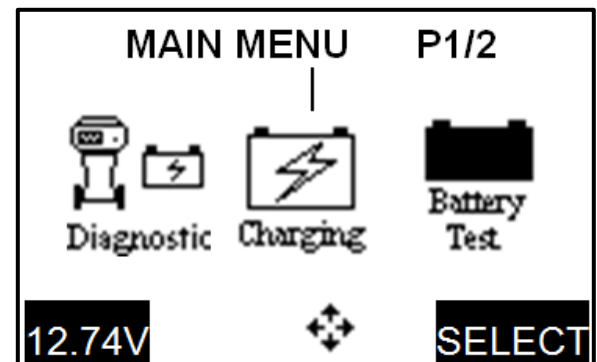 MAIN MENU P1/2
Diagnostic Charging Battery Test
12.74V SELECT